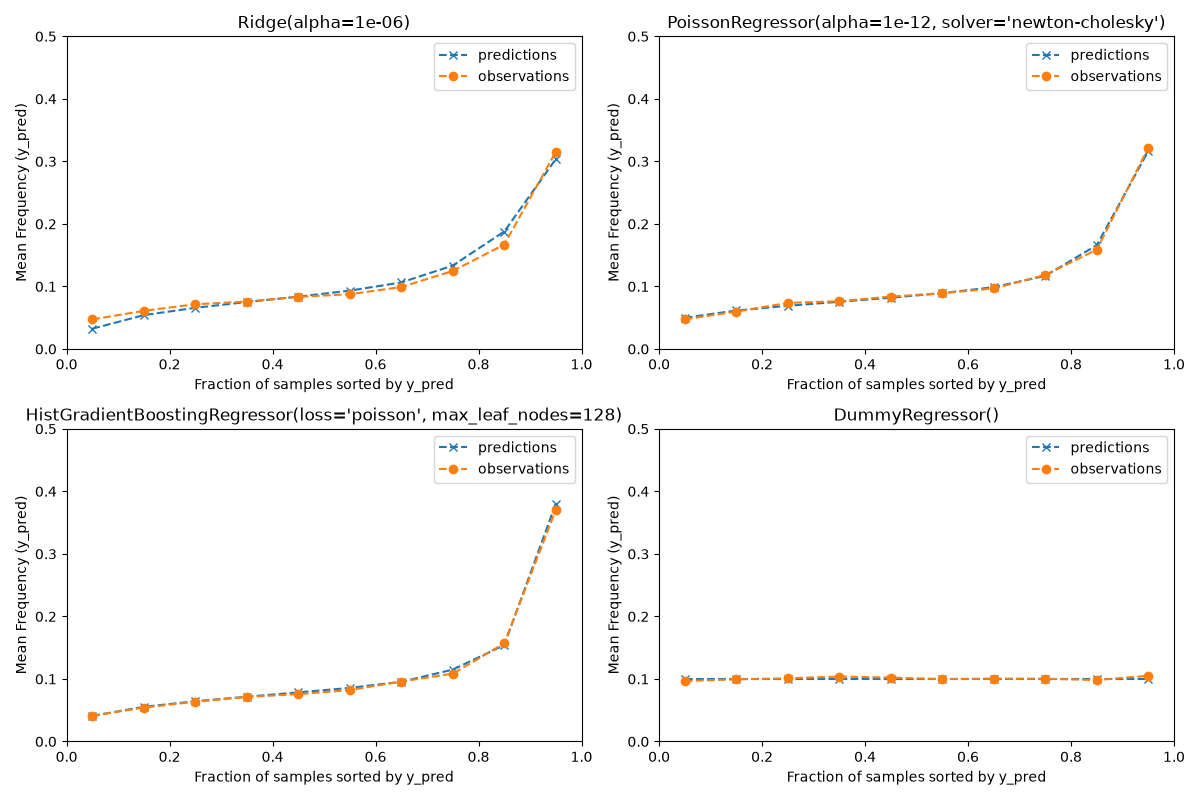 Ridge(alpha=1e-06)
0.5
0.4
0.3
0.2
0.1
0.0
Mean Frequency (y_pred)
predictions
observations
0.0 0.2 0.4 0.6 0.8 1.0
Fraction of samples sorted by y_pred
PoissonRegressor(alpha=1e-12, solver='newton-cholesky')
0.5
0.4
0.3
0.2
0.1
0.0
Mean Frequency (y_pred)
predictions
observations
0.0 0.2 0.4 0.6 0.8 1.0
Fraction of samples sorted by y_pred
HistGradientBoostingRegressor(loss='poisson', max_leaf_nodes=128)
0.5
0.4
0.3
0.2
0.1
0.0
Mean Frequency (y_pred)
predictions
observations
0.0 0.2 0.4 0.6 0.8 1.0
Fraction of samples sorted by y_pred
DummyRegressor()
0.5
0.4
0.3
0.2
0.1
0.0
Mean Frequency (y_pred)
predictions
observations
0.0 0.2 0.4 0.6 0.8 1.0
Fraction of samples sorted by y_pred